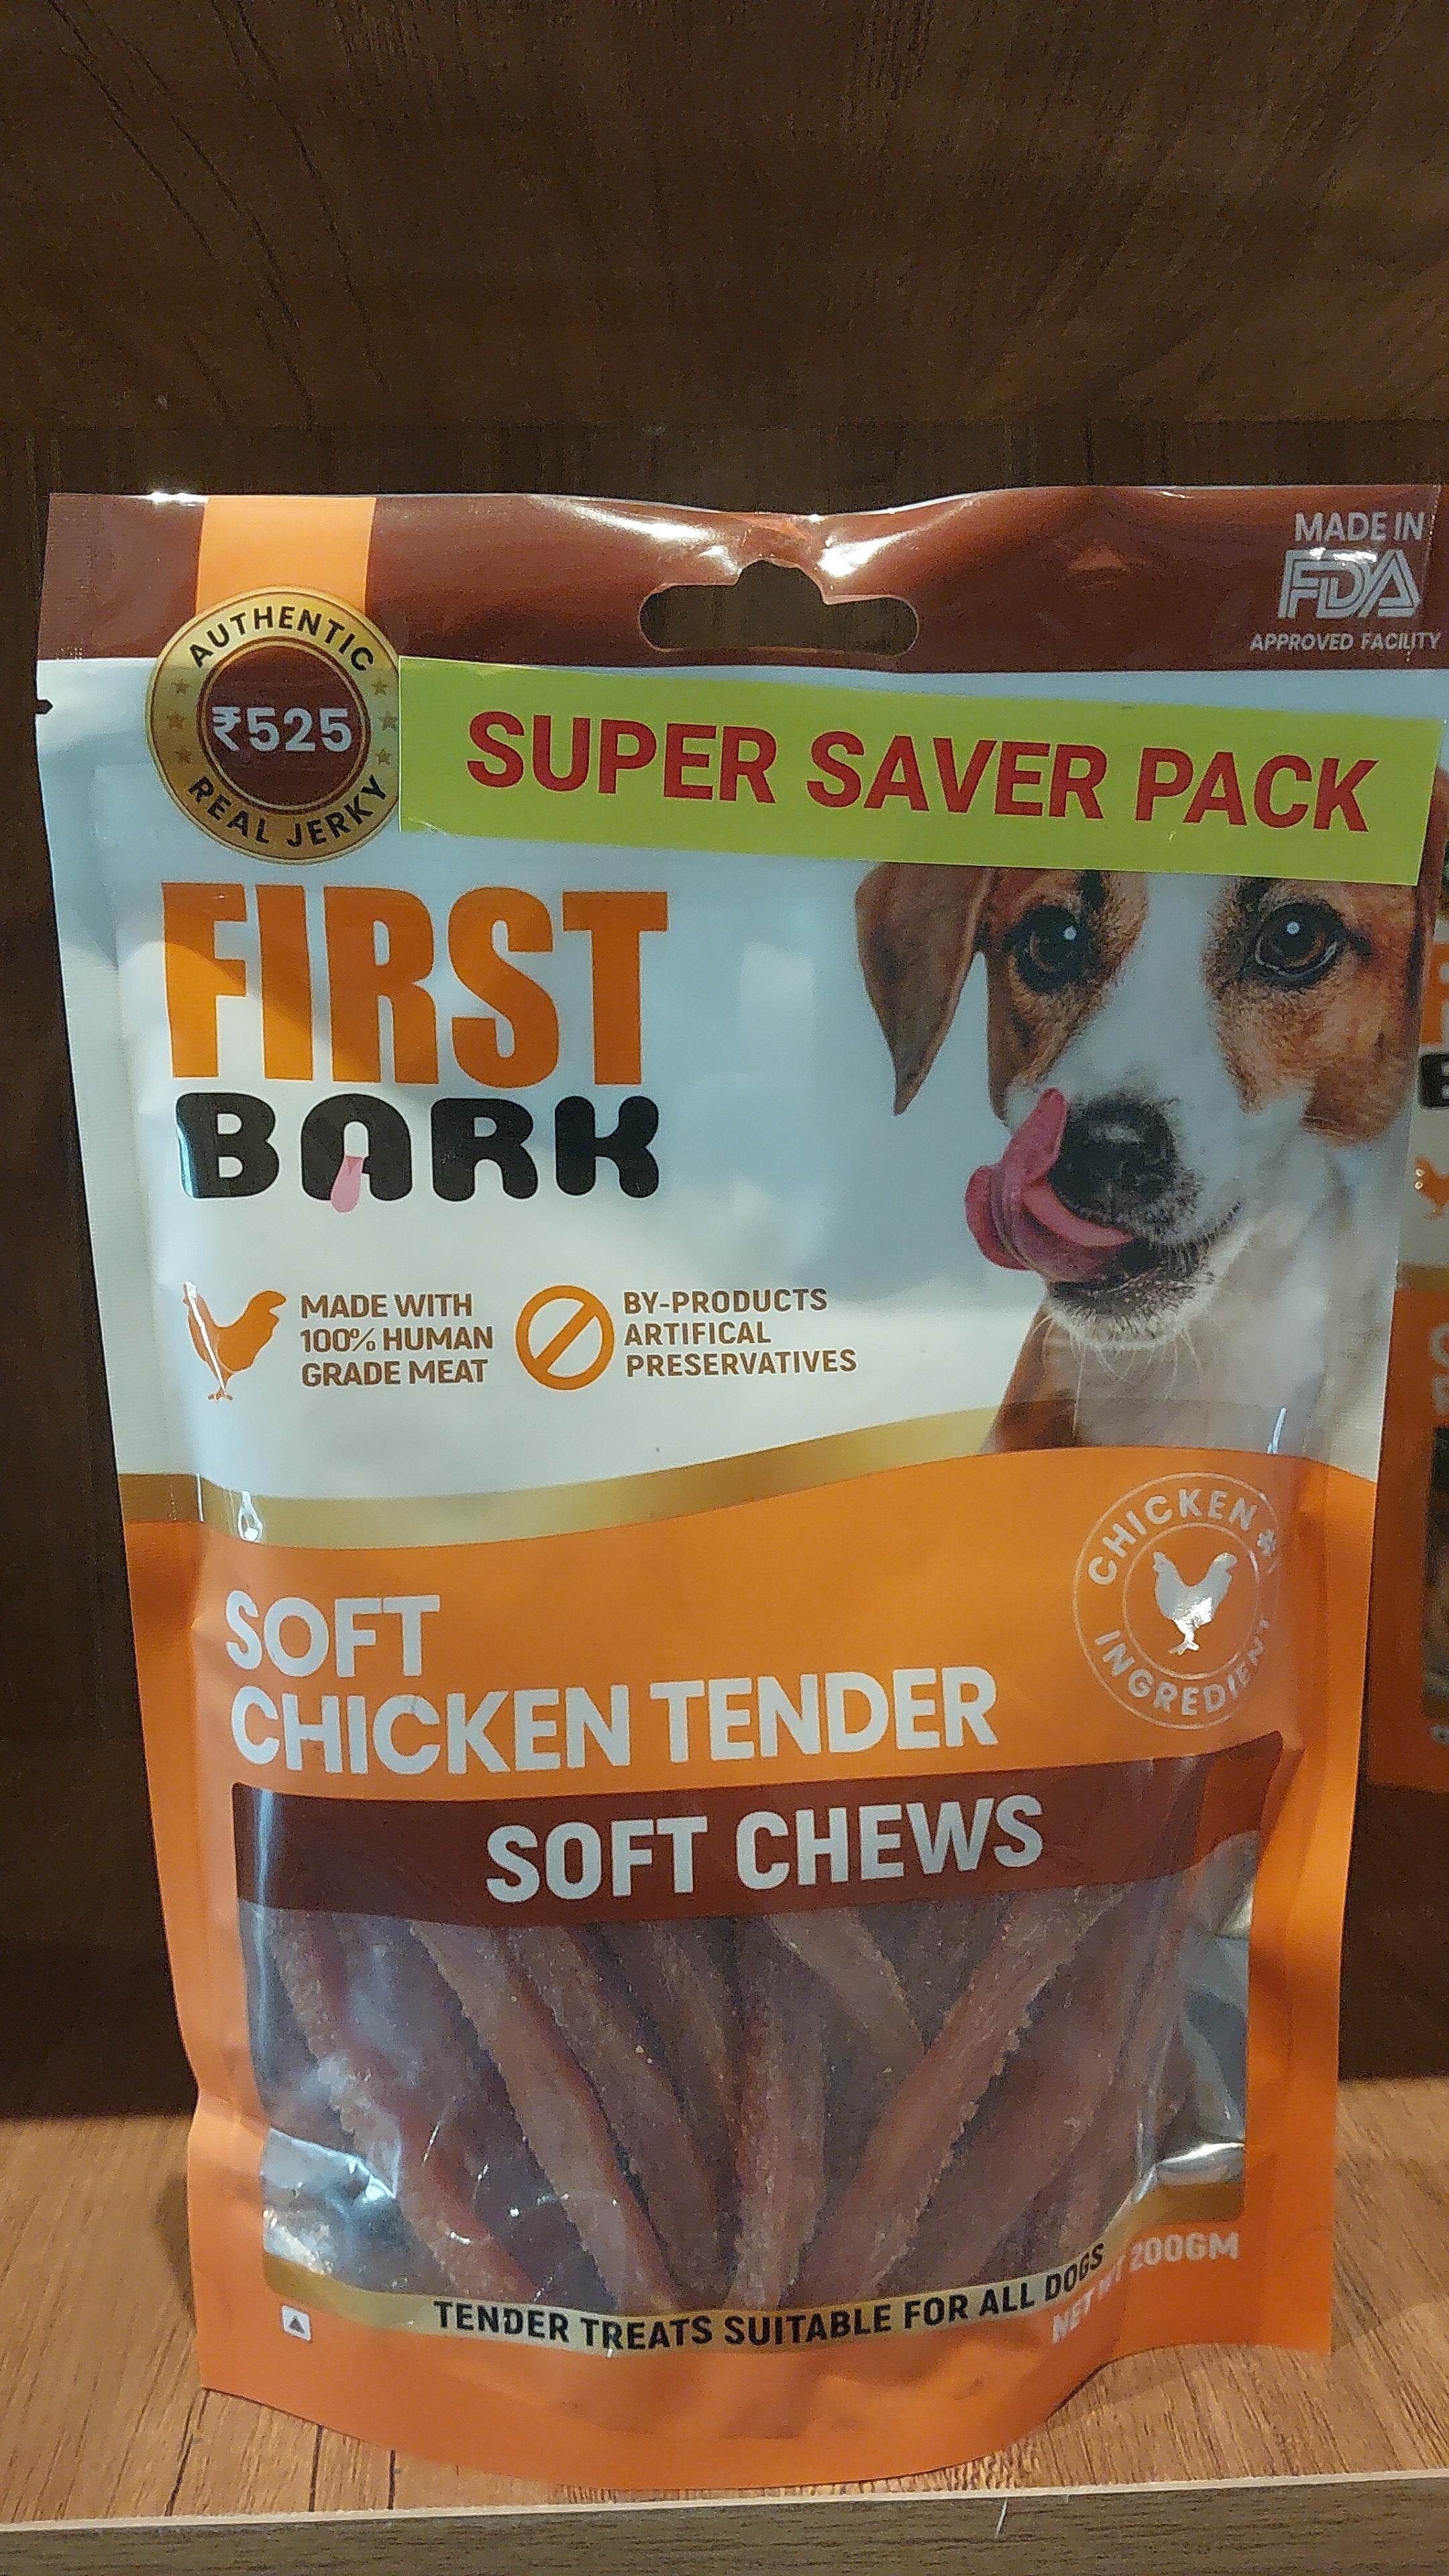 MADE IN
FDA
APPROVED FACILITY
AUTHENTIC
₹525
REAL JERKY
SUPER SAVER PACK
FIRST
BARK
MADE WITH
100% HUMAN
GRADE MEAT
BY-PRODUCTS
ARTIFICAL
PRESERVATIVES
CHICKEN #1
INGREDIENT
SOFT
CHICKEN TENDER
SOFT CHEWS
TENDER TREATS SUITABLE FOR ALL DOGS
NET WT 200GM